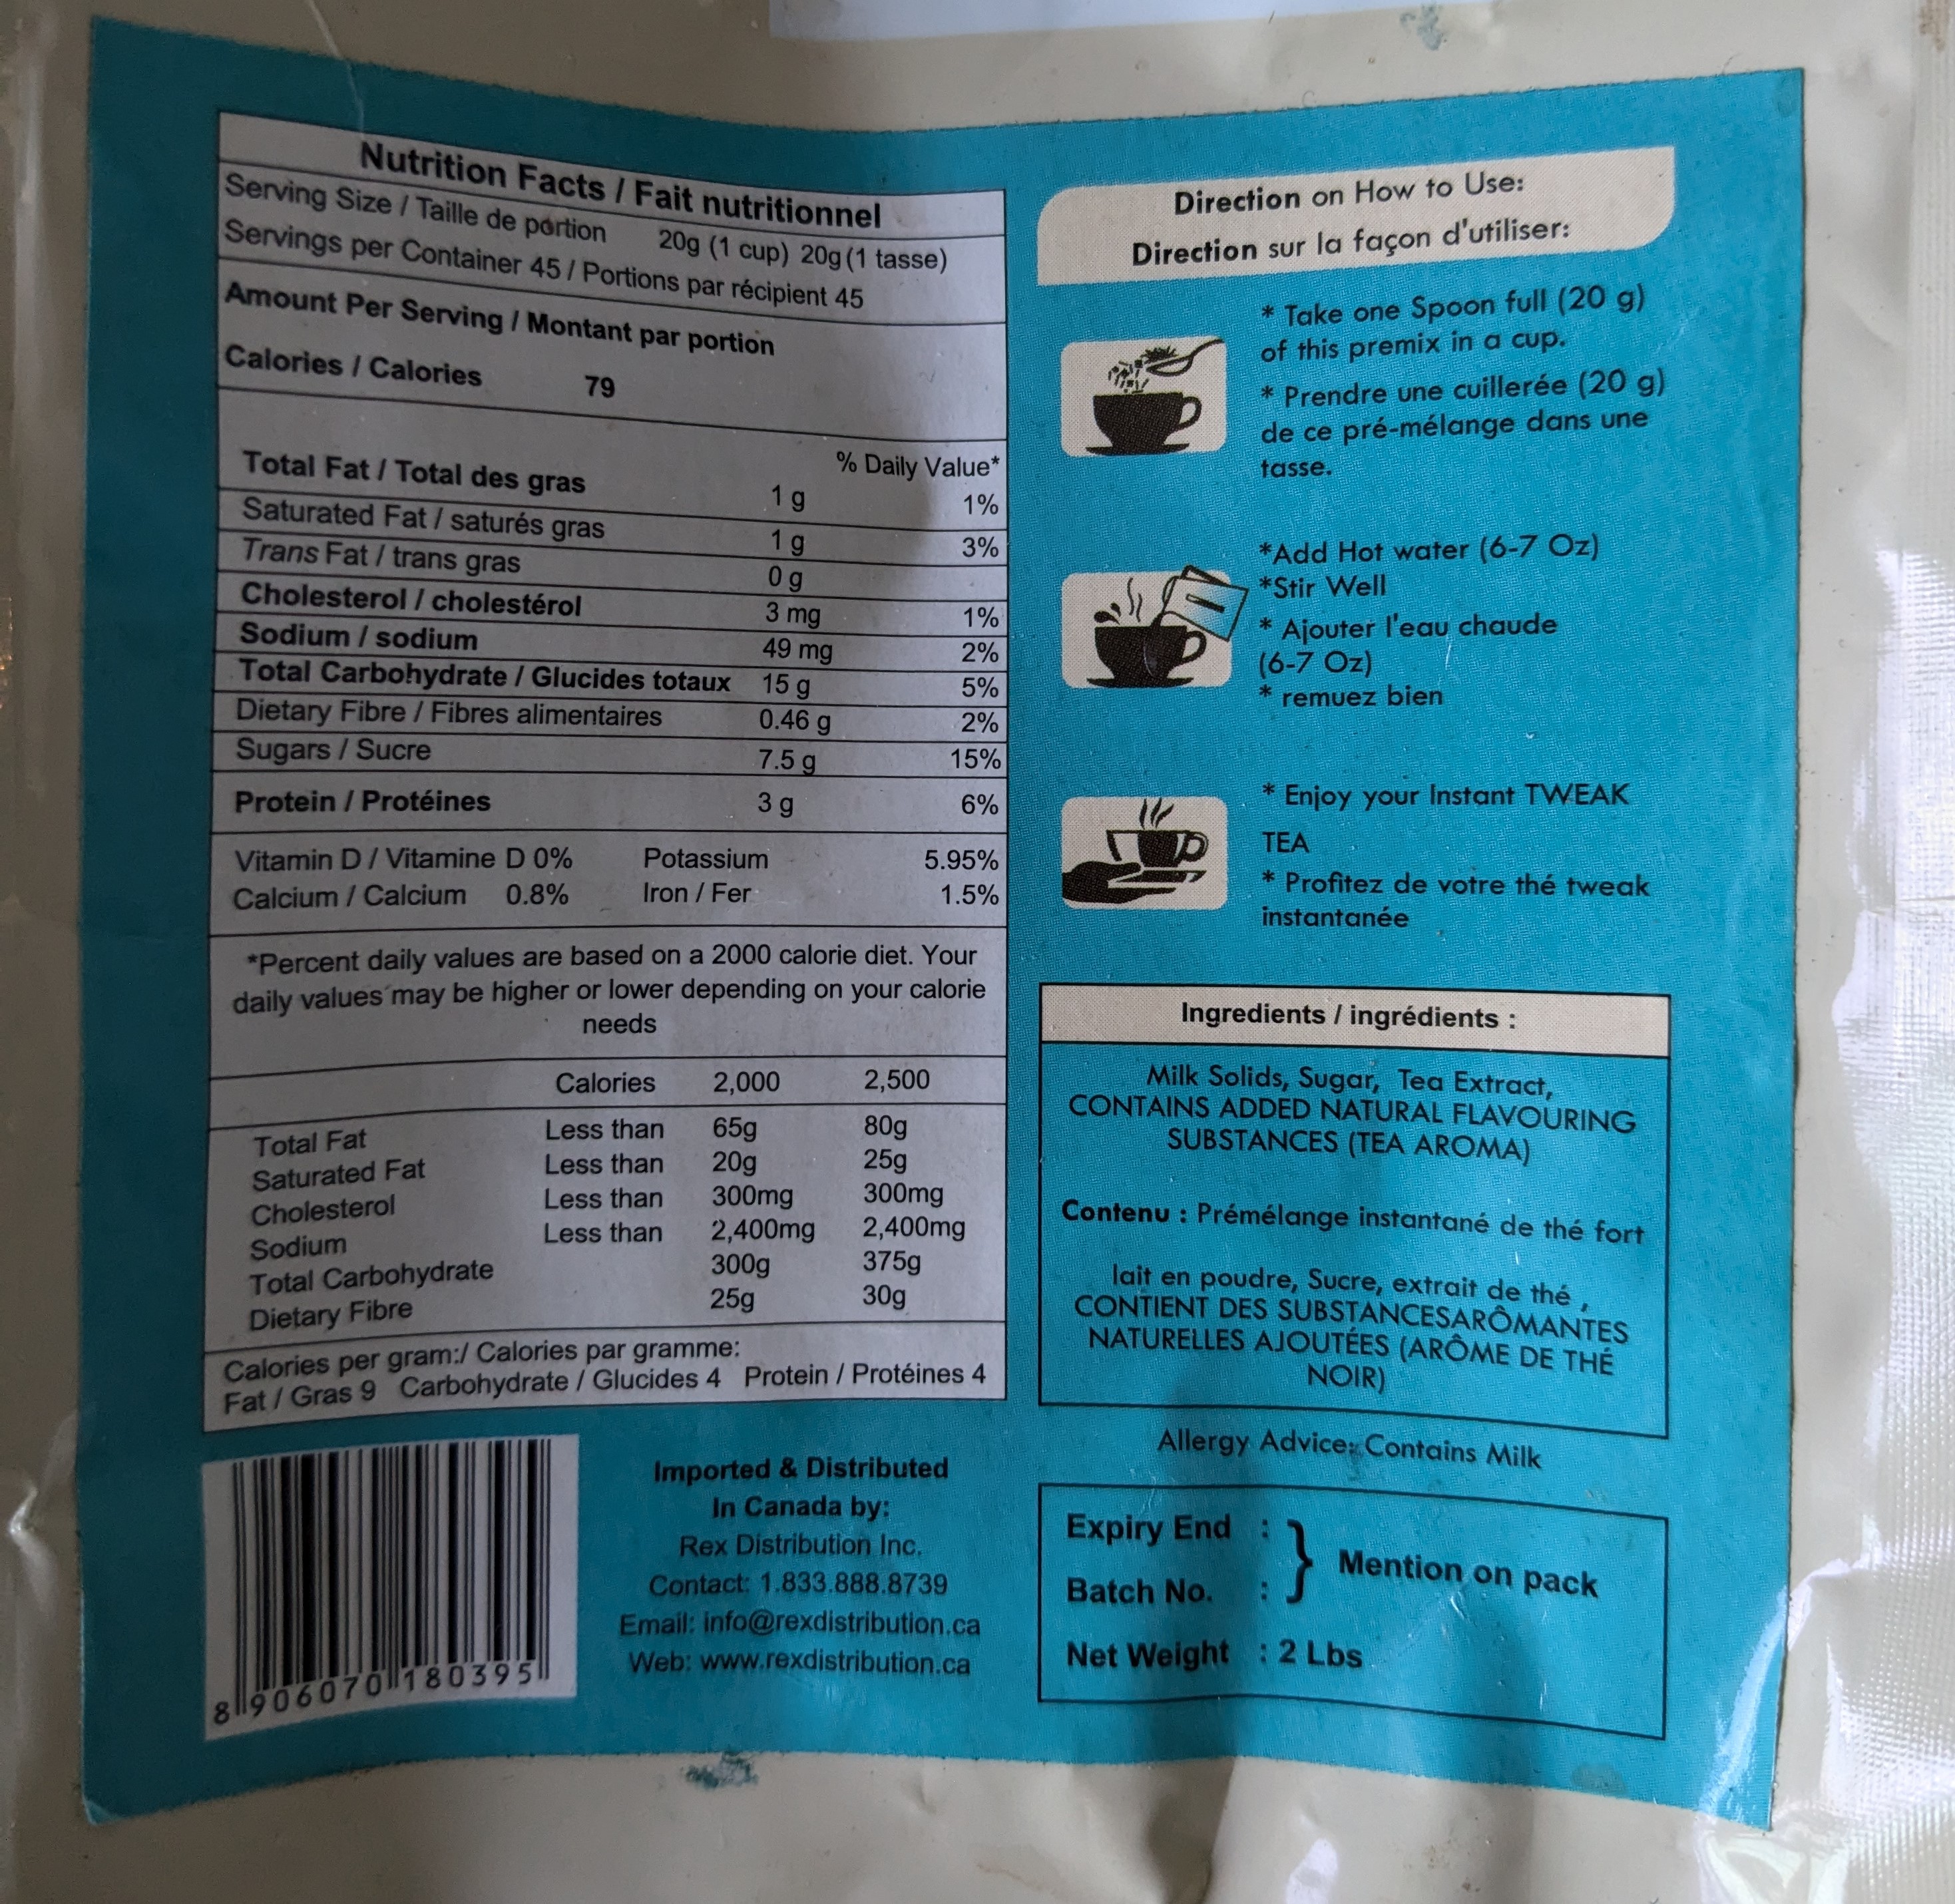 Nutrition Facts / Fait nutritionnel
Serving Size / Taille de portion 20g (1 cup) 20g (1 tasse)
Servings per Container 45 / Portions par récipient 45
Amount Per Serving / Montant par portion
Calories / Calories 79
% Daily Value*
Total Fat / Total des gras 1 g 1%
Saturated Fat / saturés gras 1 g 3%
Trans Fat / trans gras 0 g
Cholesterol / cholestérol 3 mg 1%
Sodium / sodium 49 mg 2%
Total Carbohydrate / Glucides totaux 15 g 5%
Dietary Fibre / Fibres alimentaires 0.46 g 2%
Sugars / Sucre 7.5 g 15%
Protein / Protéines 3 g 6%
Vitamin D / Vitamine D 0% Potassium 5.95%
Calcium / Calcium 0.8% Iron / Fer 1.5%
*Percent daily values are based on a 2000 calorie diet. Your
daily values may be higher or lower depending on your calorie
needs
Calories 2,000 2,500
Total Fat Less than 65g 80g
Saturated Fat Less than 20g 25g
Cholesterol Less than 300mg 300mg
Sodium Less than 2,400mg 2,400mg
Total Carbohydrate 300g 375g
Dietary Fibre 25g 30g
Calories per gram:/ Calories par gramme:
Fat / Gras 9 Carbohydrate / Glucides 4 Protein / Protéines 4
8 906070 180395
Imported & Distributed
In Canada by:
Rex Distribution Inc.
Contact: 1.833.888.8739
Email: info@rexdistribution.ca
Web: www.rexdistribution.ca
Direction on How to Use:
Direction sur la façon d'utiliser:
* Take one Spoon full (20 g)
of this premix in a cup.
* Prendre une cuillerée (20 g)
de ce pré-mélange dans une
tasse.
*Add Hot water (6-7 Oz)
*Stir Well
* Ajouter l'eau chaude
(6-7 Oz)
* remuez bien
* Enjoy your Instant TWEAK
TEA
* Profitez de votre thé tweak
instantanée
Ingredients / ingrédients :
Milk Solids, Sugar, Tea Extract,
CONTAINS ADDED NATURAL FLAVOURING
SUBSTANCES (TEA AROMA)
Contenu : Prémélange instantané de thé fort
lait en poudre, Sucre, extrait de thé ,
CONTIENT DES SUBSTANCESARÔMANTES
NATURELLES AJOUTÉES (ARÔME DE THÉ
NOIR)
Allergy Advice: Contains Milk
Expiry End :
Batch No. :
} Mention on pack
Net Weight : 2 Lbs